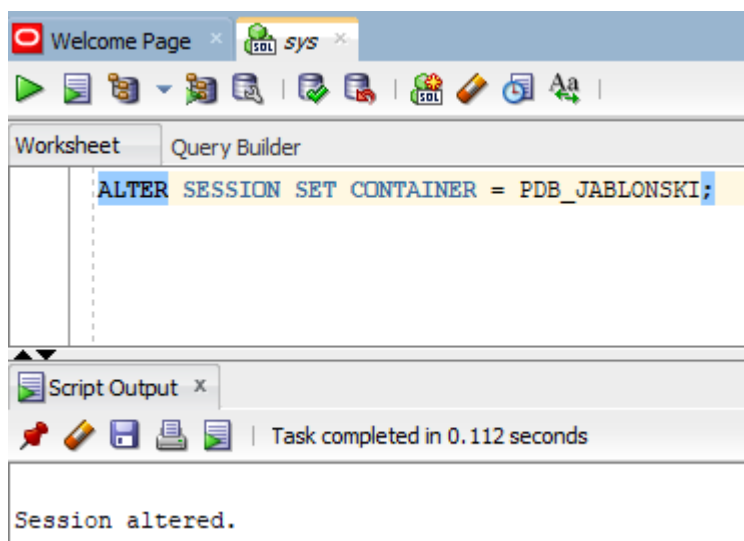 Welcome Page sys
Worksheet Query Builder
ALTER SESSION SET CONTAINER = PDB_JABLONSKI;
Script Output
Task completed in 0.112 seconds
Session altered.